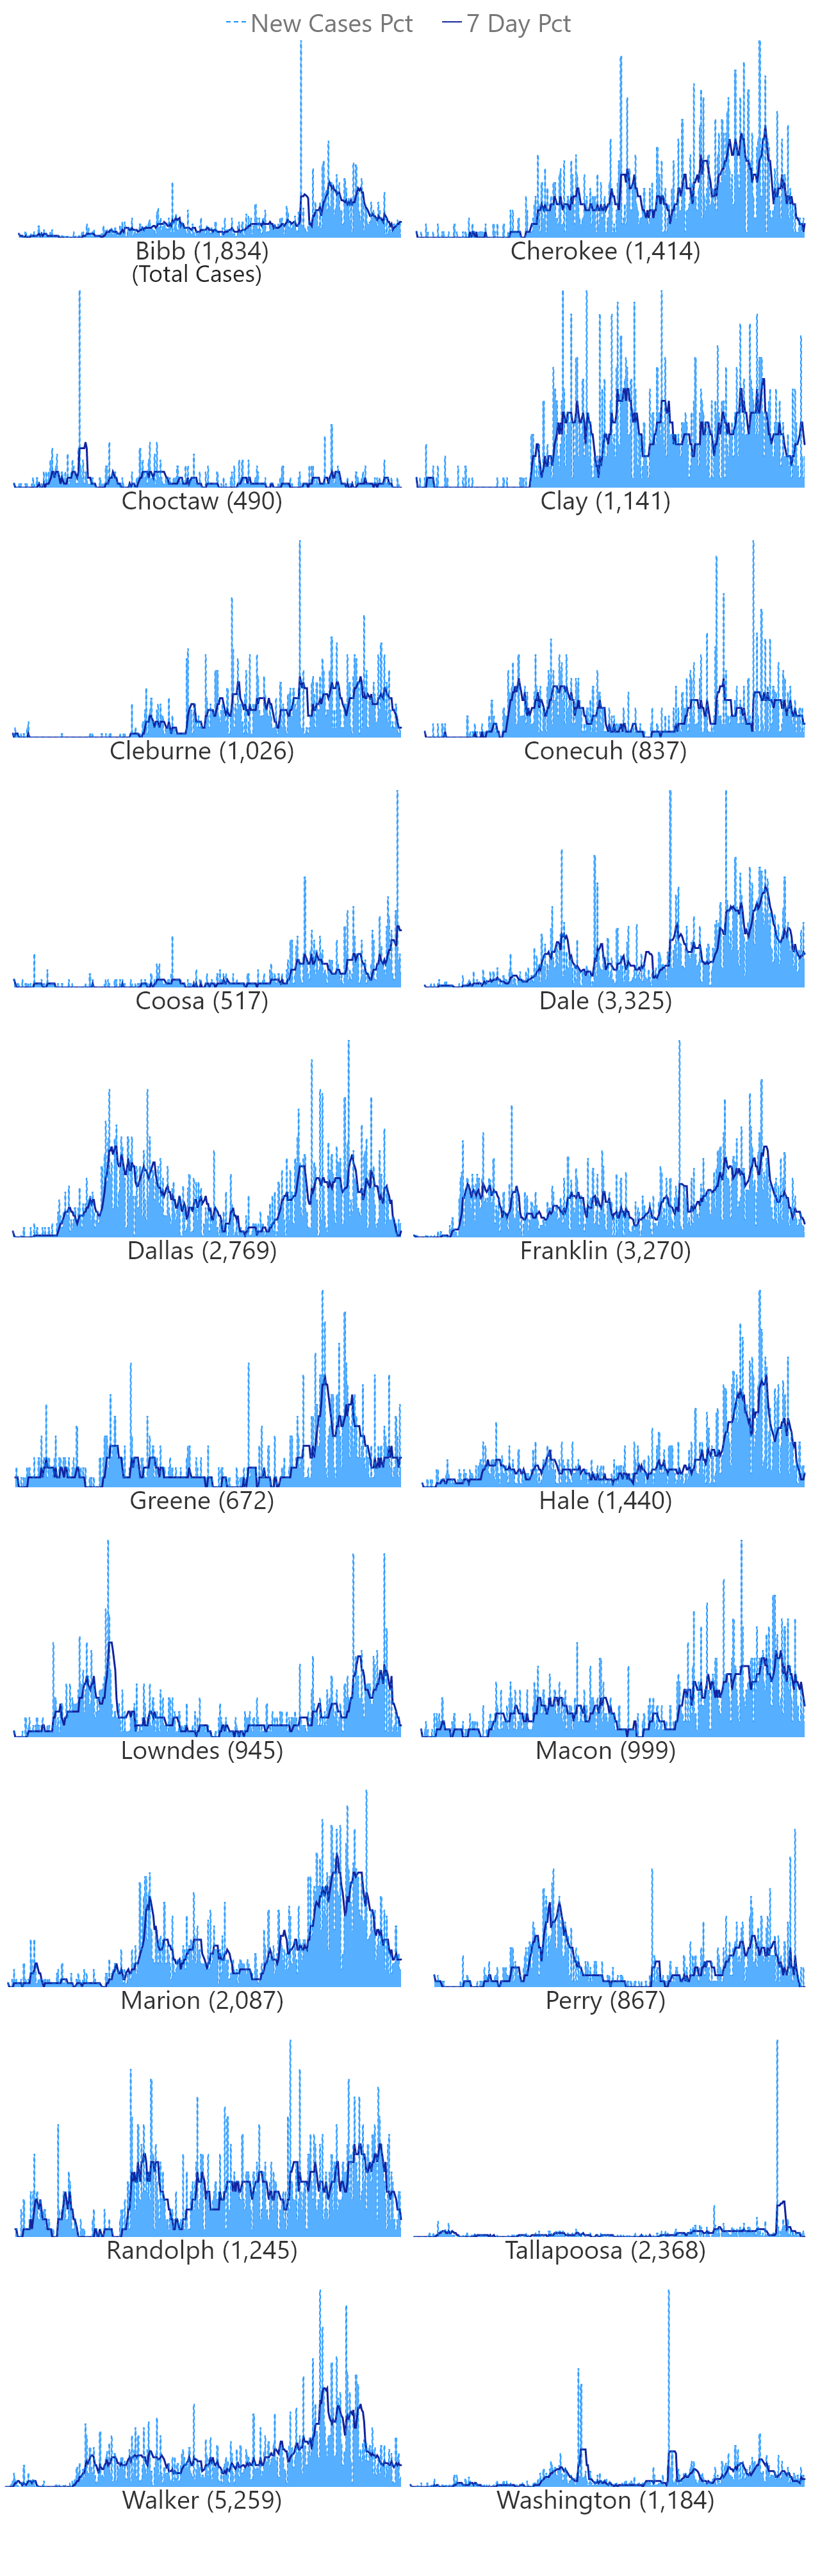 New Cases Pct 7 Day Pct
Bibb (1,834) Cherokee (1,414)
(Total Cases)
Choctaw (490) Clay (1,141)
Cleburne (1,026) Conecuh (837)
Coosa (517) Dale (3,325)
Dallas (2,769) Franklin (3,270)
Greene (672) Hale (1,440)
Lowndes (945) Macon (999)
Marion (2,087) Perry (867)
Randolph (1,245) Tallapoosa (2,368)
Walker (5,259) Washington (1,184)